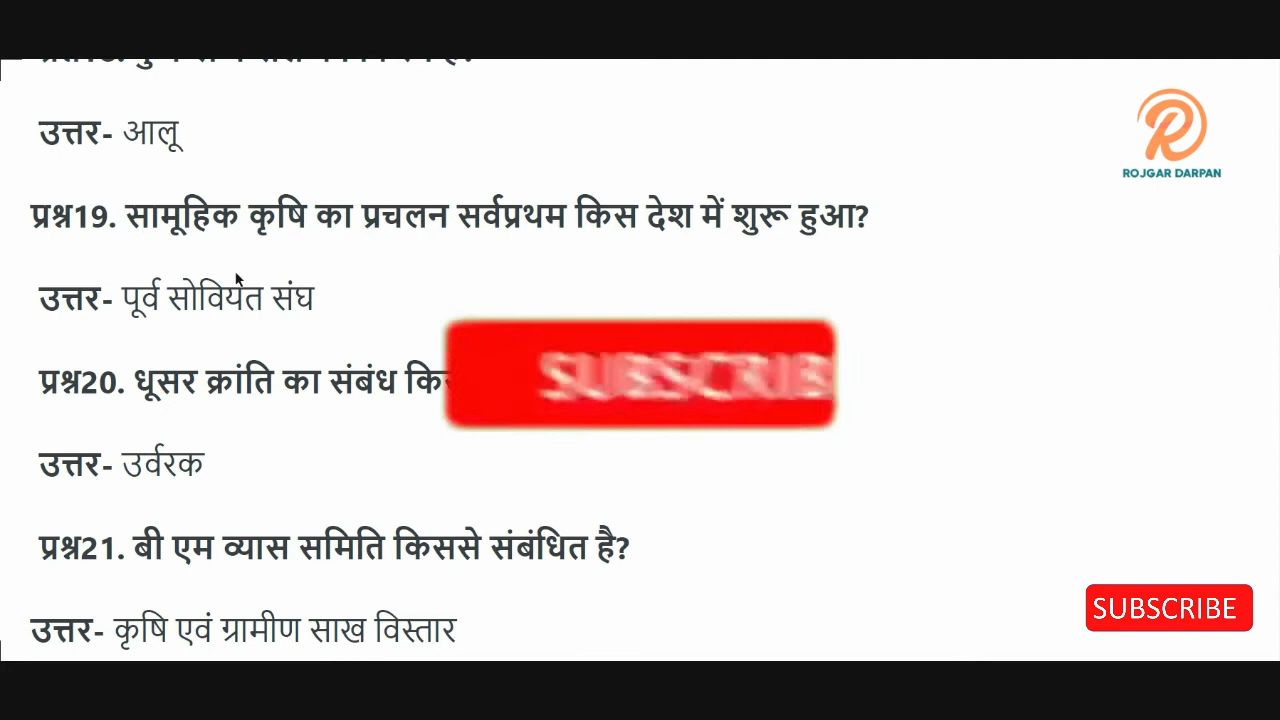 उत्तर- आलू
ROJGAR DARPAN
प्रश्न19. सामूहिक कृषि का प्रचलन सर्वप्रथम किस देश में शुरू हुआ?
उत्तर- पूर्व सोवियत संघ
प्रश्न20. धूसर क्रांति का संबंध
SUBSCRIB
उत्तर- उर्वरक
प्रश्न21. बी एम व्यास समिति किससे संबंधित है?
SUBSCRIBE
उत्तर- कृषि एवं ग्रामीण साख विस्तार